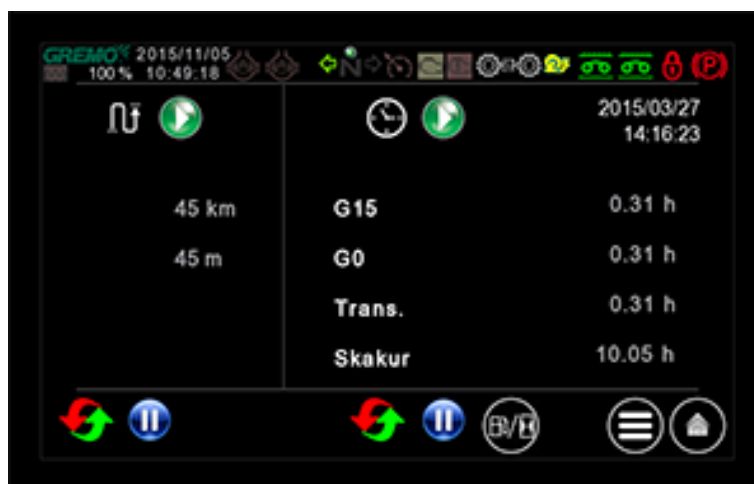 GREMO 2015/11/05
100 % 10:49:18
N
(P)
2015/03/27
14:16:23
45 km
G15 0.31 h
45 m
G0 0.31 h
Trans. 0.31 h
Skakur 10.05 h